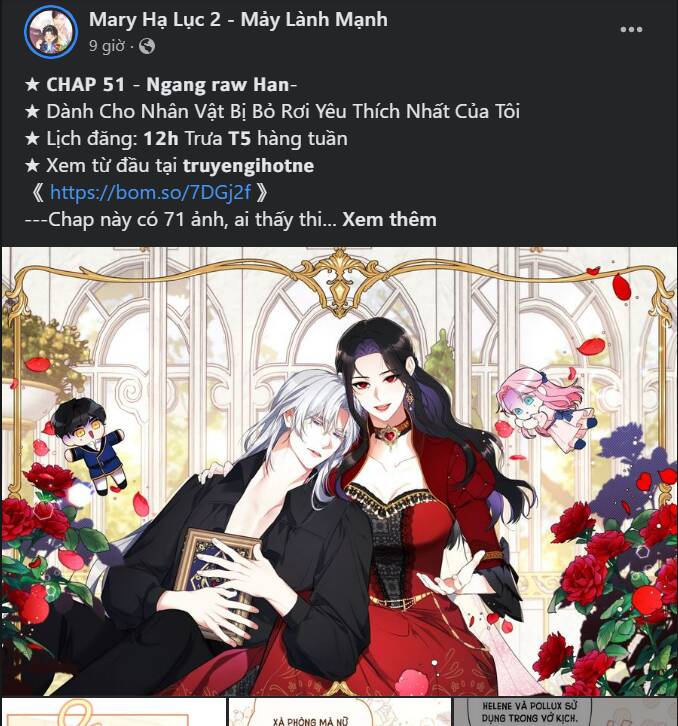 Mary Hạ Lục 2 - Mảy Lành Mạnh
9 giờ ·
★ CHAP 51 - Ngang raw Han-
★ Dành Cho Nhân Vật Bị Bỏ Rơi Yêu Thích Nhất Của Tôi
★ Lịch đăng: 12h Trưa T5 hàng tuần
★ Xem từ đầu tại truyengihotne
《 https://bom.so/7DGj2f 》
---Chap này có 71 ảnh, ai thấy thi... Xem thêm
XÀ PHÒNG MÀ NỮ
HELENE VÀ POLLUX SỬ
DỤNG TRONG VỞ KỊCH.